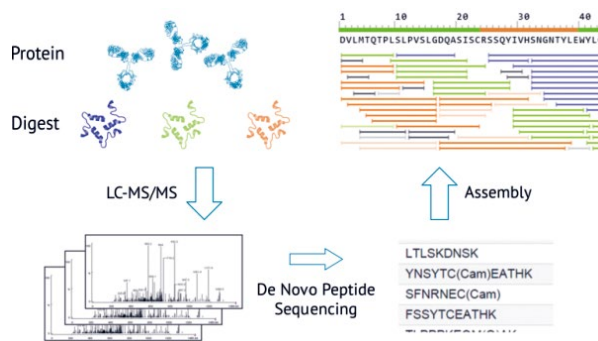 Protein
Digest
LC-MS/MS
De Novo Peptide
Sequencing
LTLSKDNSK
YNSYTC(Cam)EATHK
SFNRNEC(Cam)
FSSYTCEATHK
Assembly
1 10 20 30 40
DVLMTQTPLSLPVSLGDQASISCRSSQYIVHSNGNTYLEWYL